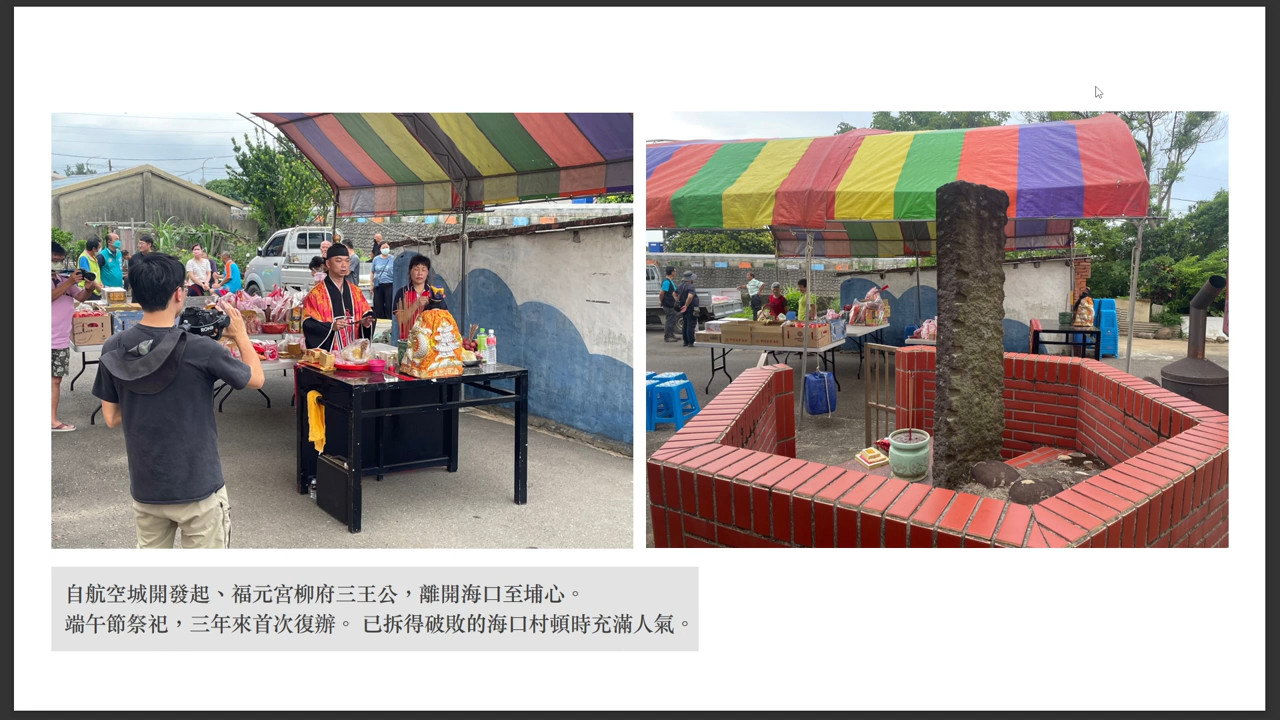 自航空城開發起、福元宮柳府三王公，離開海口至埔心。
端午節祭祀，三年來首次復辦。 已拆得破敗的海口村頓時充滿人氣。